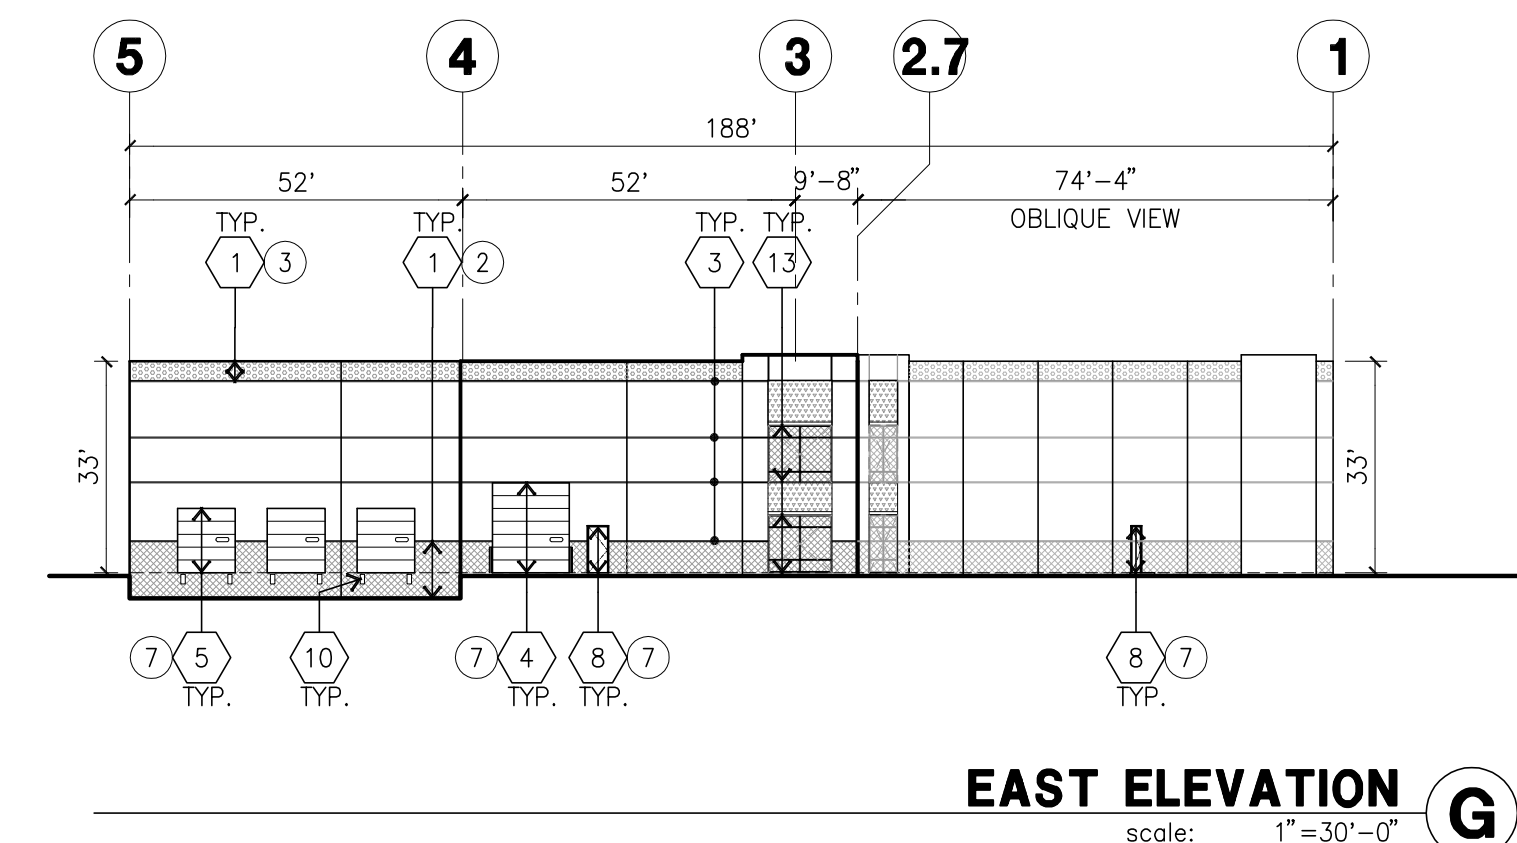 5 4 3 2.7 1
188'
52' 52' 9'-8" 74'-4"
OBLIQUE VIEW
TYP. TYP. TYP. TYP.
1 3 1 2 3 13
33' 33'
7 5 10 7 4 8 7 8 7
TYP. TYP. TYP. TYP. TYP.
EAST ELEVATION G
scale: 1"=30'-0"